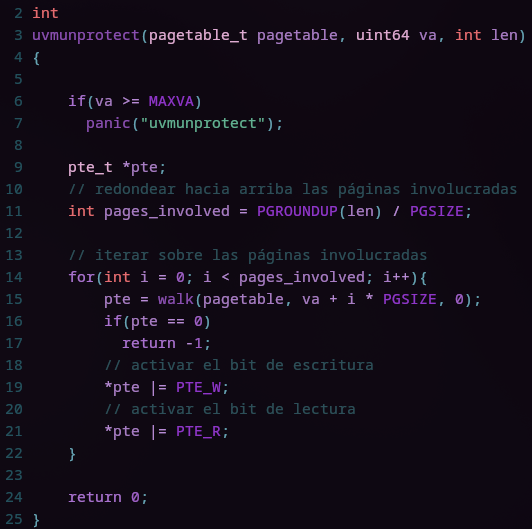 2 int
3 uvmunprotect(pagetable_t pagetable, uint64 va, int len)
4 {
5
6     if(va >= MAXVA)
7       panic("uvmunprotect");
8
9     pte_t *pte;
10     // redondear hacia arriba las páginas involucradas
11     int pages_involved = PGROUNDUP(len) / PGSIZE;
12
13     // iterar sobre las páginas involucradas
14     for(int i = 0; i < pages_involved; i++){
15         pte = walk(pagetable, va + i * PGSIZE, 0);
16         if(pte == 0)
17           return -1;
18         // activar el bit de escritura
19         *pte |= PTE_W;
20         // activar el bit de lectura
21         *pte |= PTE_R;
22     }
23
24     return 0;
25 }